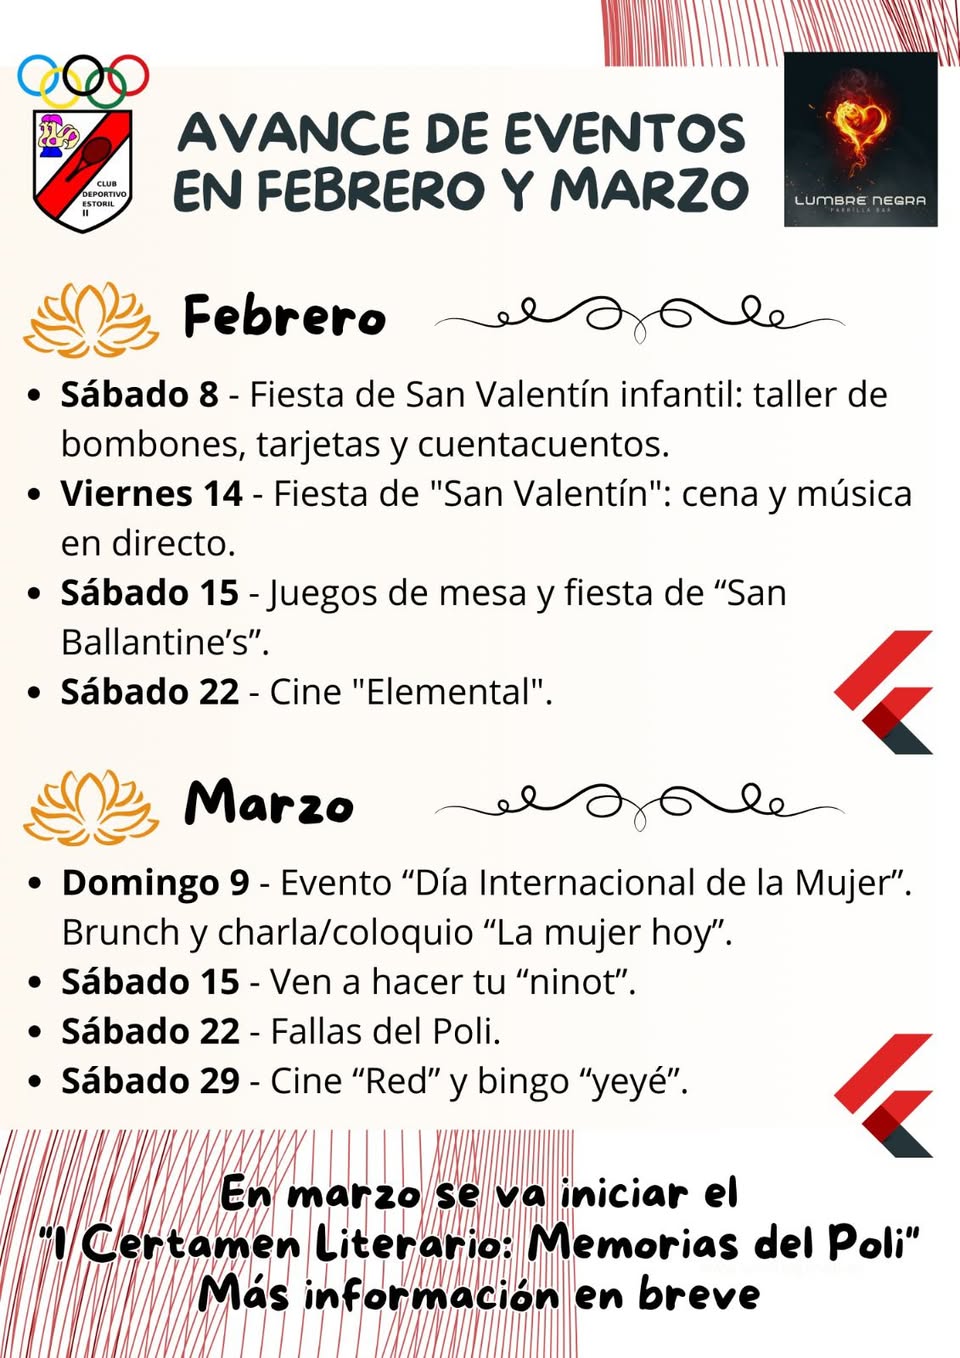 CLUB
DEPORTIVO
ESTORIL
II
AVANCE DE EVENTOS
EN FEBRERO Y MARZO
LUMBRE NEGRA
PARRILLA BAR
Febrero
• Sábado 8 - Fiesta de San Valentín infantil: taller de
bombones, tarjetas y cuentacuentos.
• Viernes 14 - Fiesta de "San Valentín": cena y música
en directo.
• Sábado 15 - Juegos de mesa y fiesta de “San
Ballantine’s”.
• Sábado 22 - Cine "Elemental".
Marzo
• Domingo 9 - Evento “Día Internacional de la Mujer”.
Brunch y charla/coloquio “La mujer hoy”.
• Sábado 15 - Ven a hacer tu “ninot”.
• Sábado 22 - Fallas del Poli.
• Sábado 29 - Cine “Red” y bingo “yeyé”.
En marzo se va iniciar el
"I Certamen Literario: Memorias del Poli"
Más información en breve